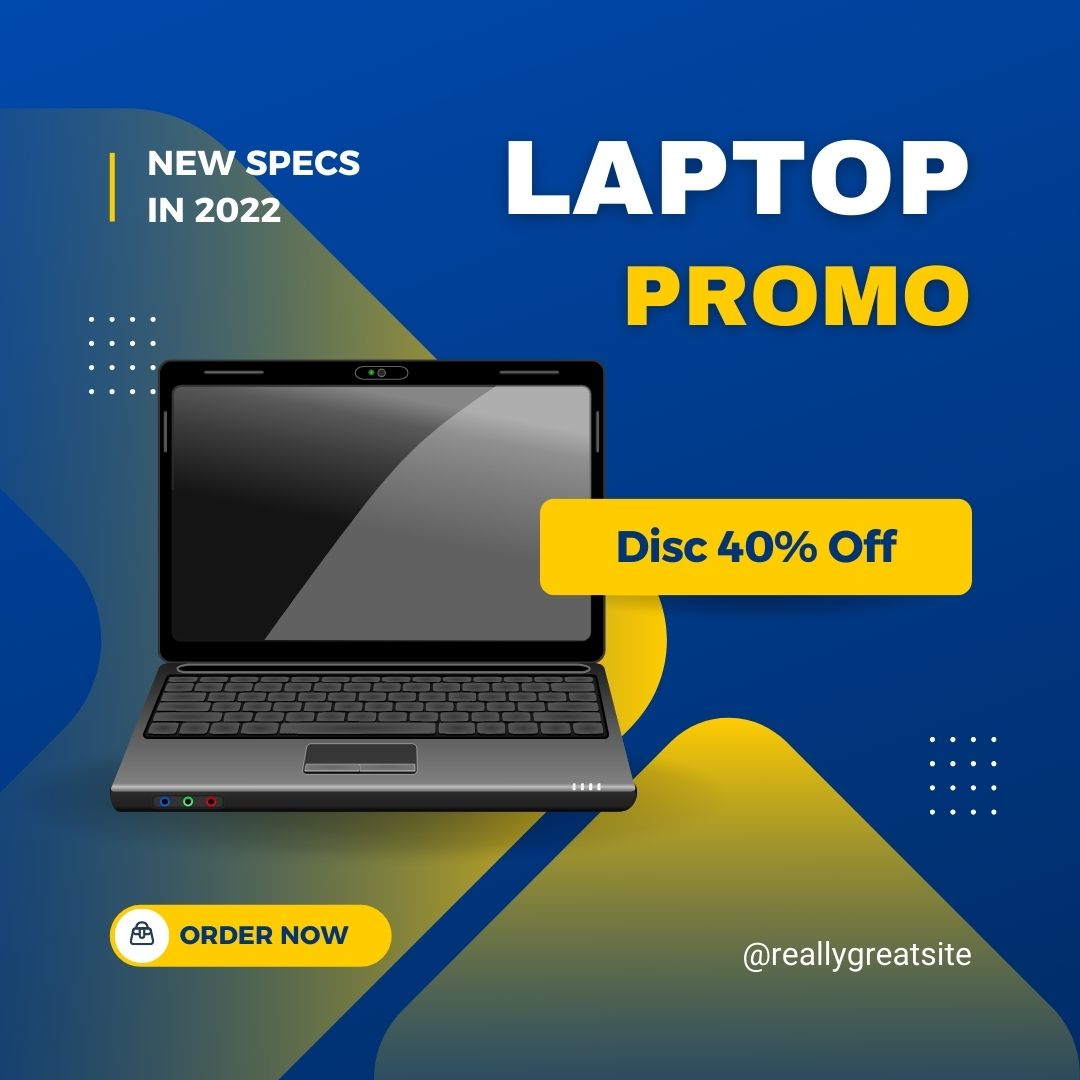 NEW SPECS
IN 2022
LAPTOP
PROMO
Disc 40% Off
ORDER NOW
@reallygreatsite